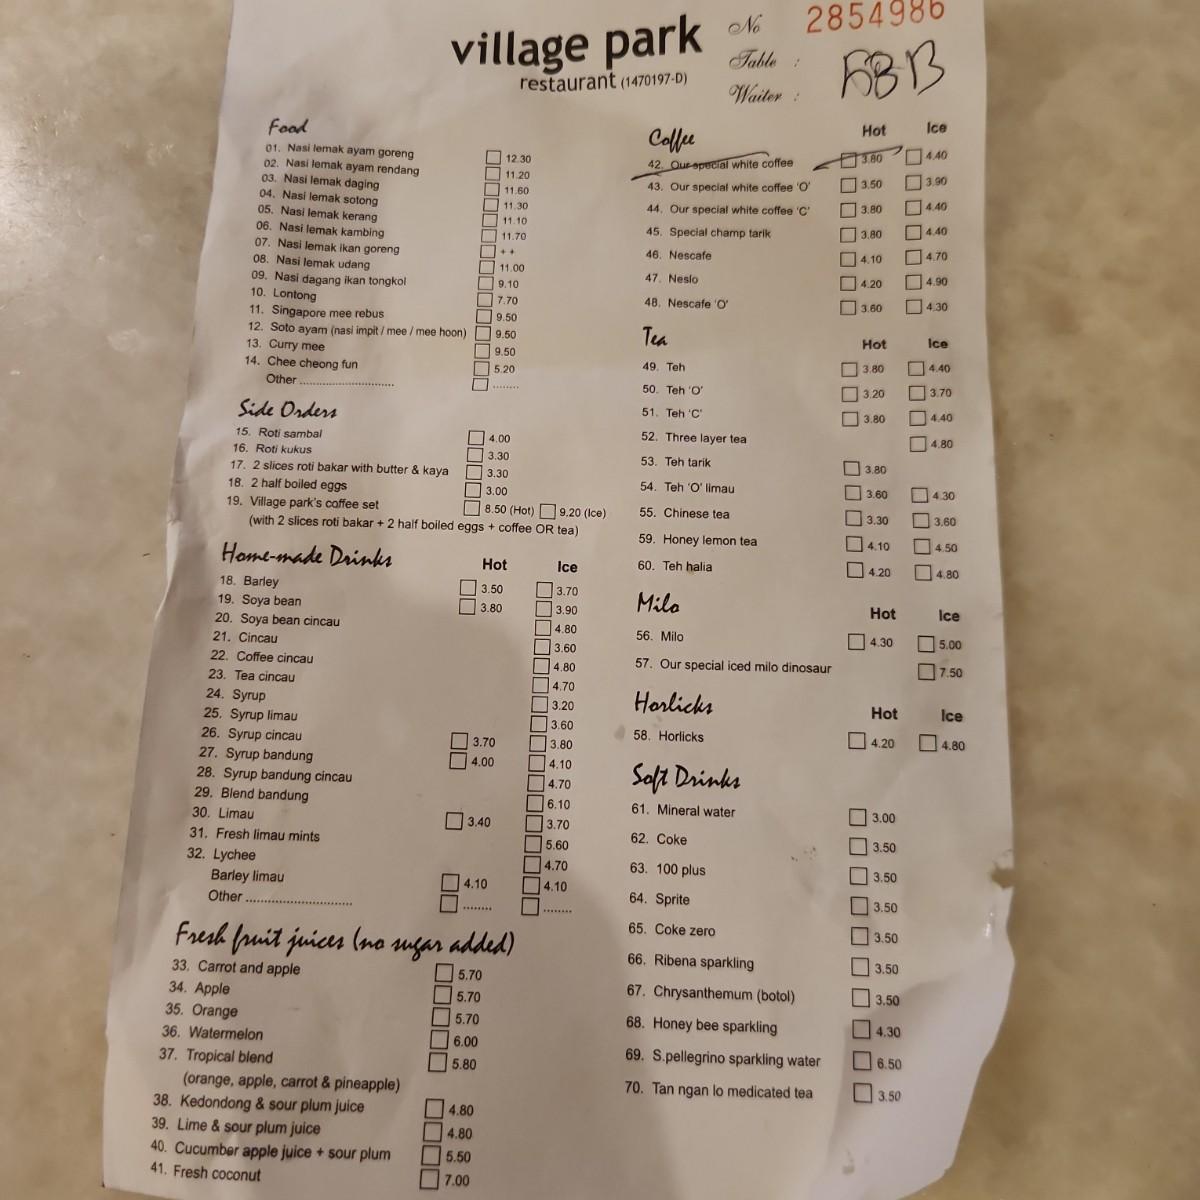 village park
restaurant (1470197-D)
No 2854986
Table :
Waiter :
Food
01. Nasi lemak ayam goreng 12.30
02. Nasi lemak ayam rendang 11.20
03. Nasi lemak daging 11.60
04. Nasi lemak sotong 11.30
05. Nasi lemak kerang 11.10
06. Nasi lemak kambing 11.70
07. Nasi lemak ikan goreng ++
08. Nasi lemak udang 11.00
09. Nasi dagang ikan tongkol 9.10
10. Lontong 7.70
11. Singapore mee rebus 9.50
12. Soto ayam (nasi impit / mee / mee hoon) 9.50
13. Curry mee 9.50
14. Chee cheong fun 5.20
Other ............................ ........
Side Orders
15. Roti sambal 4.00
16. Roti kukus 3.30
17. 2 slices roti bakar with butter & kaya 3.30
18. 2 half boiled eggs 3.00
19. Village park's coffee set 8.50 (Hot) 9.20 (Ice)
(with 2 slices roti bakar + 2 half boiled eggs + coffee OR tea)
Home-made Drinks Hot Ice
18. Barley 3.50 3.70
19. Soya bean 3.80 3.90
20. Soya bean cincau 4.80
21. Cincau 3.60
22. Coffee cincau 4.80
23. Tea cincau 4.70
24. Syrup 3.20
25. Syrup limau 3.60
26. Syrup cincau 3.70 3.80
27. Syrup bandung 4.00 4.10
28. Syrup bandung cincau 4.70
29. Blend bandung 6.10
30. Limau 3.40 3.70
31. Fresh limau mints 5.60
32. Lychee 4.70
Barley limau 4.10 4.10
Other ............................ ........ ........
Fresh fruit juices (no sugar added)
33. Carrot and apple 5.70
34. Apple 5.70
35. Orange 5.70
36. Watermelon 6.00
37. Tropical blend 5.80
(orange, apple, carrot & pineapple)
38. Kedondong & sour plum juice 4.80
39. Lime & sour plum juice 4.80
40. Cucumber apple juice + sour plum 5.50
41. Fresh coconut 7.00
Coffee Hot Ice
42. Our special white coffee 3.80 4.40
43. Our special white coffee 'O' 3.50 3.90
44. Our special white coffee 'C' 3.80 4.40
45. Special champ tarik 3.80 4.40
46. Nescafe 4.10 4.70
47. Neslo 4.20 4.90
48. Nescafe 'O' 3.60 4.30
Tea Hot Ice
49. Teh 3.80 4.40
50. Teh 'O' 3.20 3.70
51. Teh 'C' 3.80 4.40
52. Three layer tea 4.80
53. Teh tarik 3.80
54. Teh 'O' limau 3.60 4.30
55. Chinese tea 3.30 3.60
59. Honey lemon tea 4.10 4.50
60. Teh halia 4.20 4.80
Milo Hot Ice
56. Milo 4.30 5.00
57. Our special iced milo dinosaur 7.50
Horlicks Hot Ice
58. Horlicks 4.20 4.80
Soft Drinks
61. Mineral water 3.00
62. Coke 3.50
63. 100 plus 3.50
64. Sprite 3.50
65. Coke zero 3.50
66. Ribena sparkling 3.50
67. Chrysanthemum (botol) 3.50
68. Honey bee sparkling 4.30
69. S.pellegrino sparkling water 6.50
70. Tan ngan lo medicated tea 3.50